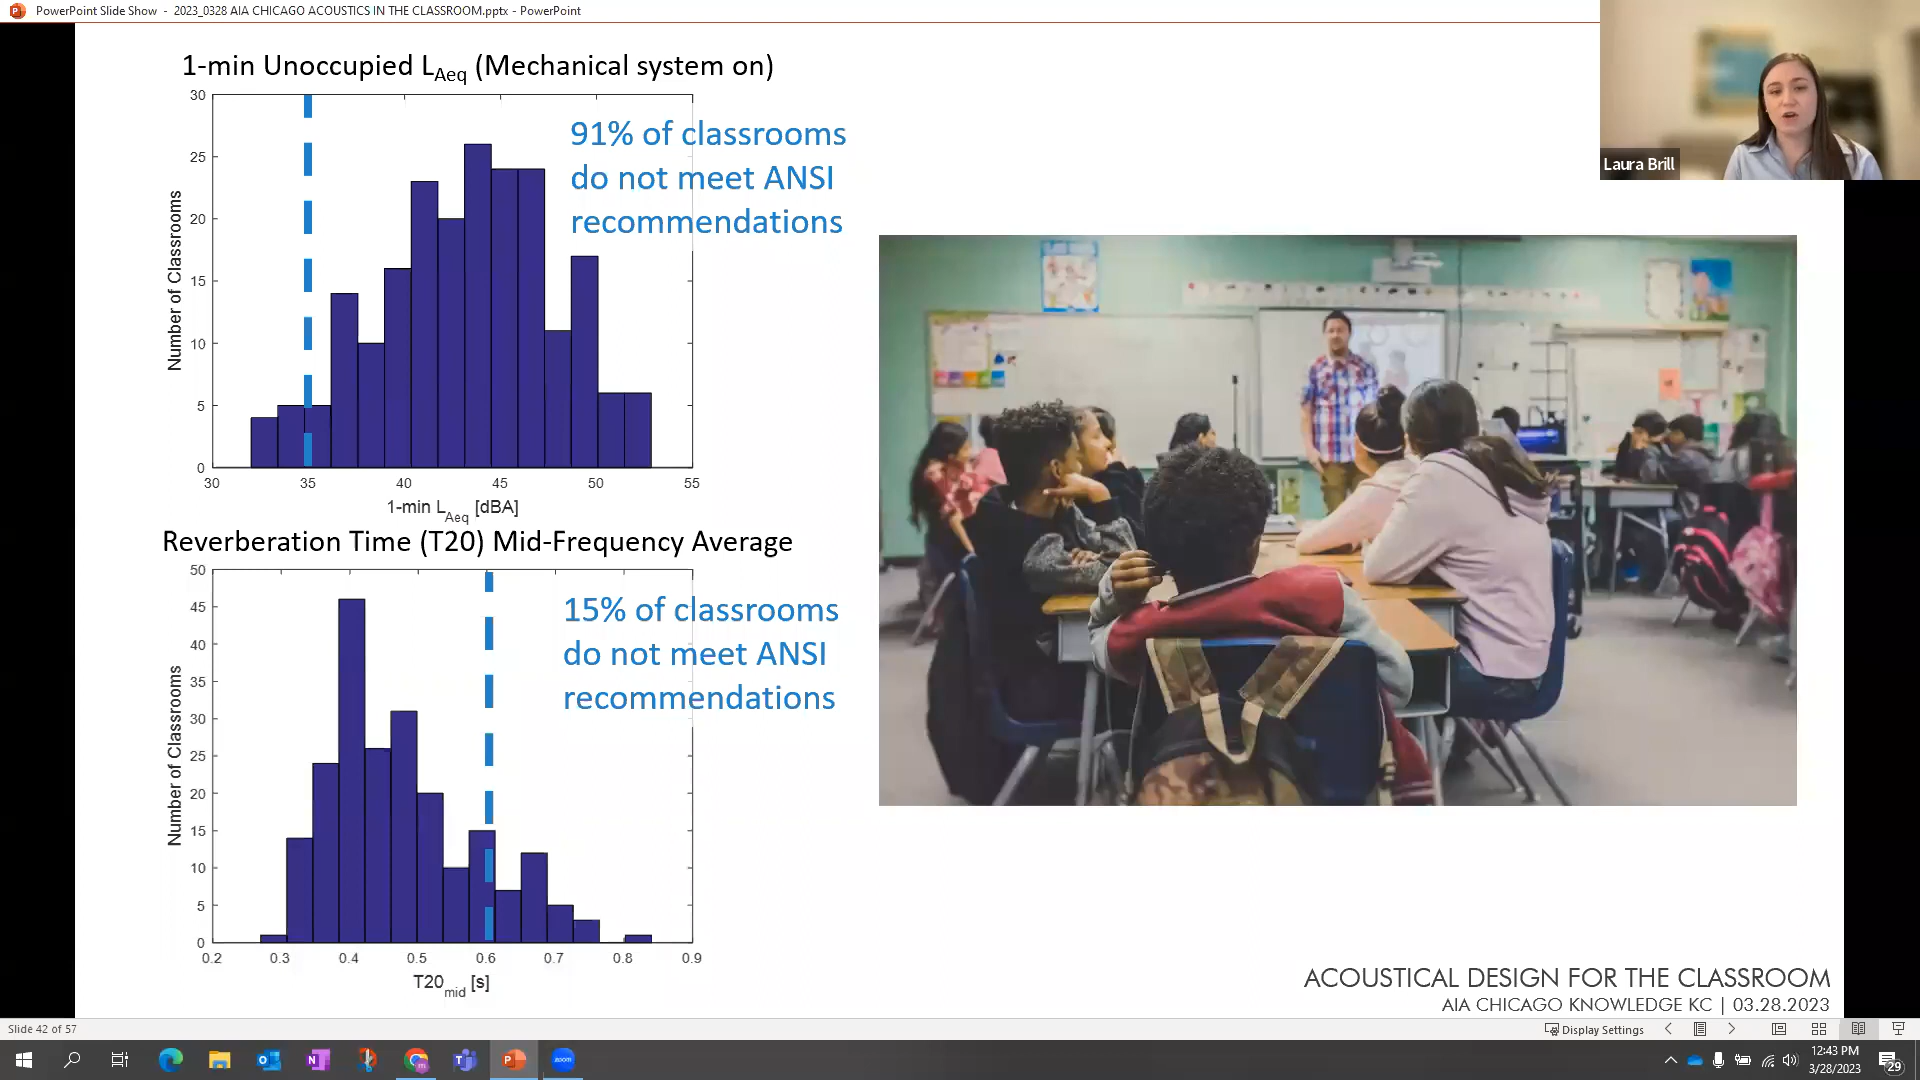 PowerPoint Slide Show - 2023_0328 AIA CHICAGO ACOUSTICS IN THE CLASSROOM.pptx - PowerPoint
Laura Brill
1-min Unoccupied LAeq (Mechanical system on)
91% of classrooms
do not meet ANSI
recommendations
Number of Classrooms
30
25
20
15
10
5
0
30 35 40 45 50 55
1-min LAeq [dBA]
Reverberation Time (T20) Mid-Frequency Average
15% of classrooms
do not meet ANSI
recommendations
Number of Classrooms
50
45
40
35
30
25
20
15
10
5
0
0.2 0.3 0.4 0.5 0.6 0.7 0.8 0.9
T20mid [s]
ACOUSTICAL DESIGN FOR THE CLASSROOM
AIA CHICAGO KNOWLEDGE KC | 03.28.2023
Slide 42 of 57
Display Settings
zoom
12:43 PM
3/28/2023
29